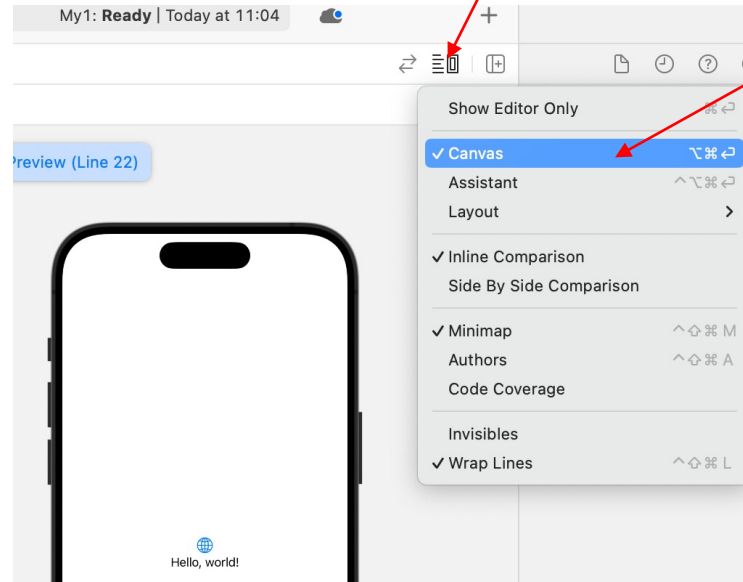 My1: Ready | Today at 11:04
Preview (Line 22)
Show Editor Only ⌘↩
✓ Canvas ⌥⌘↩
Assistant ^⌥⌘↩
Layout >
✓ Inline Comparison
Side By Side Comparison
✓ Minimap ^⇧⌘ M
Authors ^⇧⌘ A
Code Coverage
Invisibles
✓ Wrap Lines ^⇧⌘ L
Hello, world!